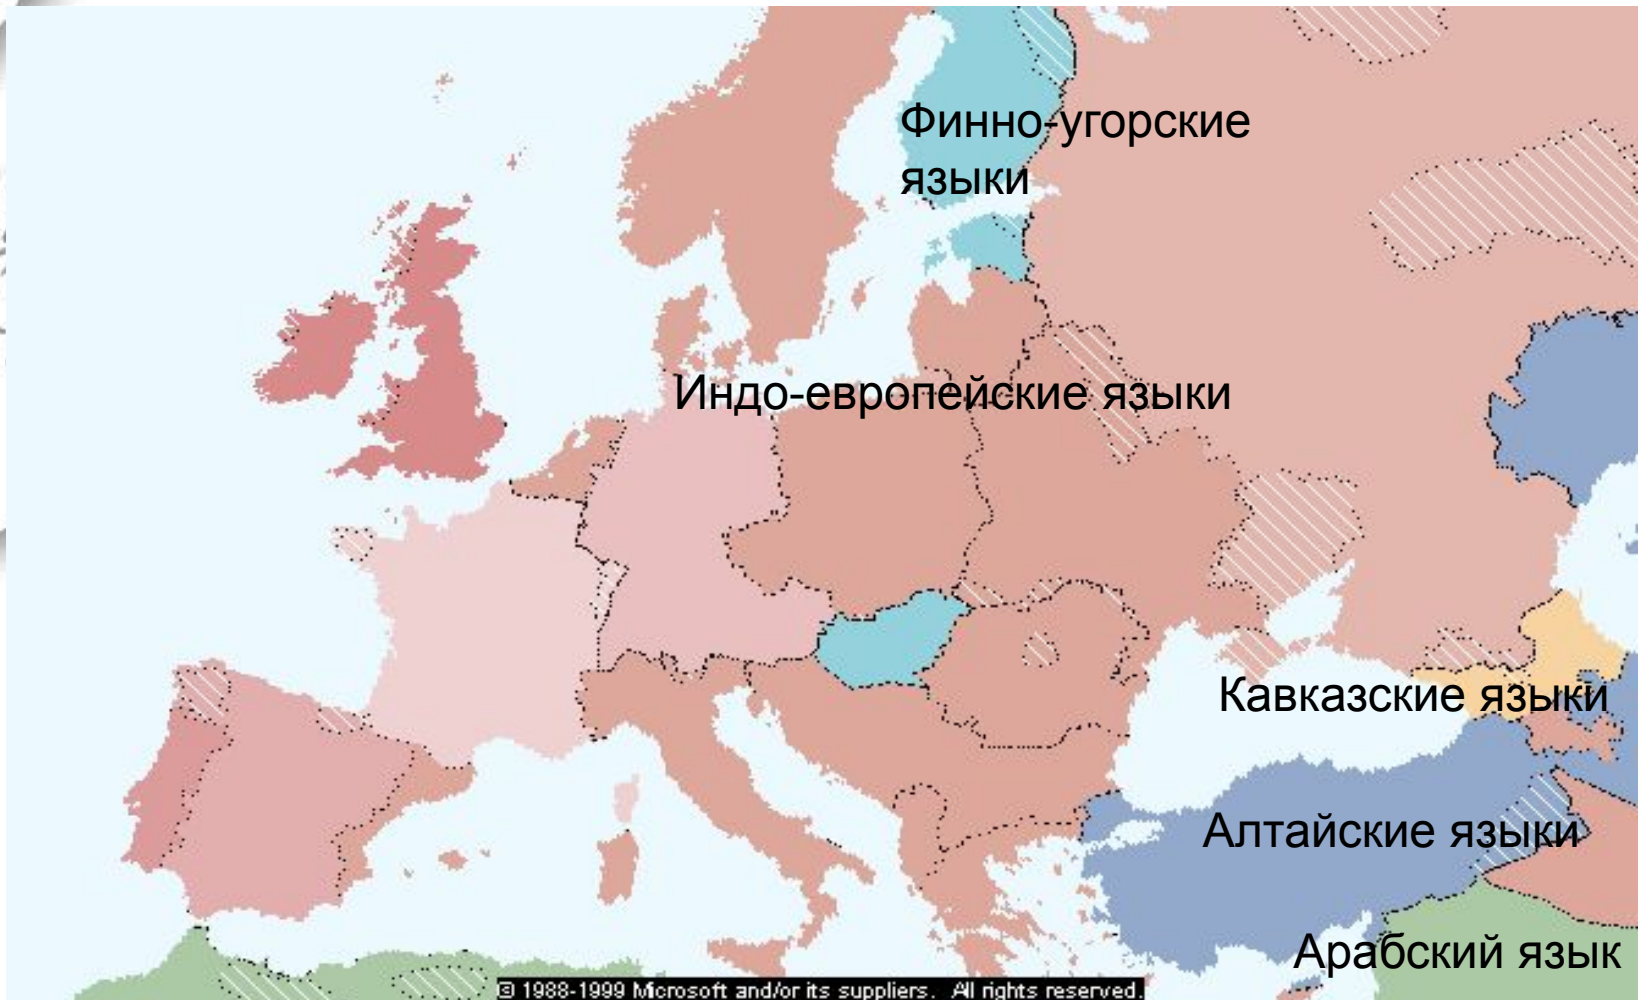 Финно-угорские
языки
Индо-европейские языки
Кавказские языки
Алтайские языки
Арабский язык
© 1988-1999 Microsoft and/or its suppliers. All rights reserved.